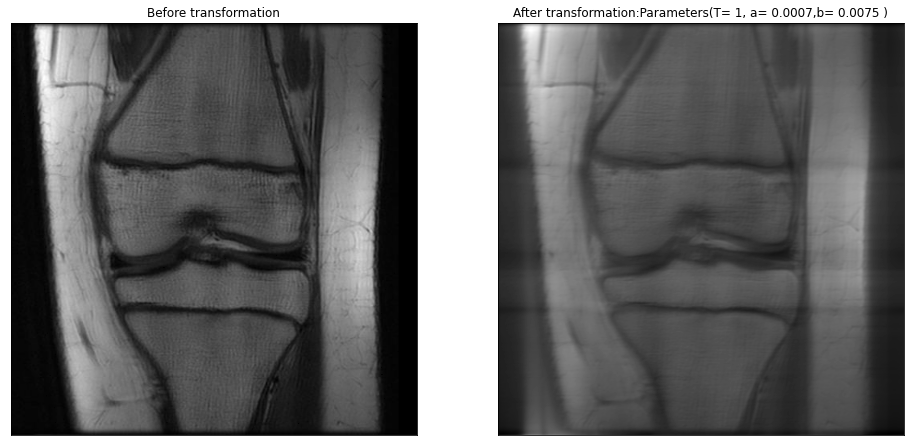 Before transformation
After transformation:Parameters(T= 1, a= 0.0007,b= 0.0075 )